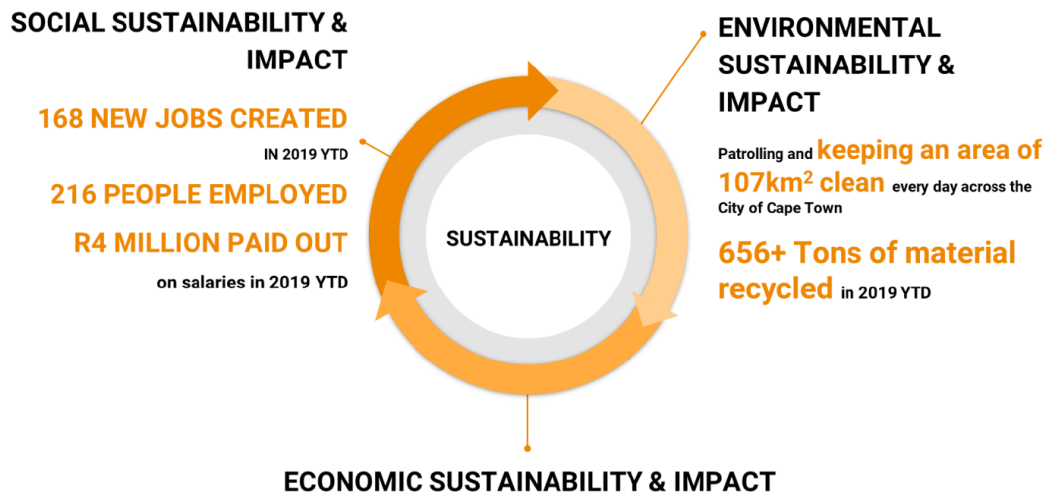 SOCIAL SUSTAINABILITY &
IMPACT
168 NEW JOBS CREATED
IN 2019 YTD
216 PEOPLE EMPLOYED
R4 MILLION PAID OUT
on salaries in 2019 YTD
SUSTAINABILITY
ENVIRONMENTAL
SUSTAINABILITY &
IMPACT
Patrolling and keeping an area of
107km² clean every day across the
City of Cape Town
656+ Tons of material
recycled in 2019 YTD
ECONOMIC SUSTAINABILITY & IMPACT